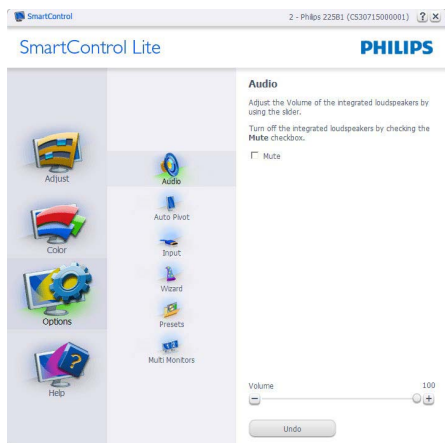 SmartControl
2 - Philips 225B1 (CS30715000001)
SmartControl Lite
PHILIPS
Adjust
Color
Options
Help
Audio
Auto Pivot
Input
Wizard
Presets
Multi Monitors
Audio
Adjust the Volume of the integrated loudspeakers by
using the slider.
Turn off the integrated loudspeakers by checking the
Mute checkbox.
Mute
Volume
100
Undo